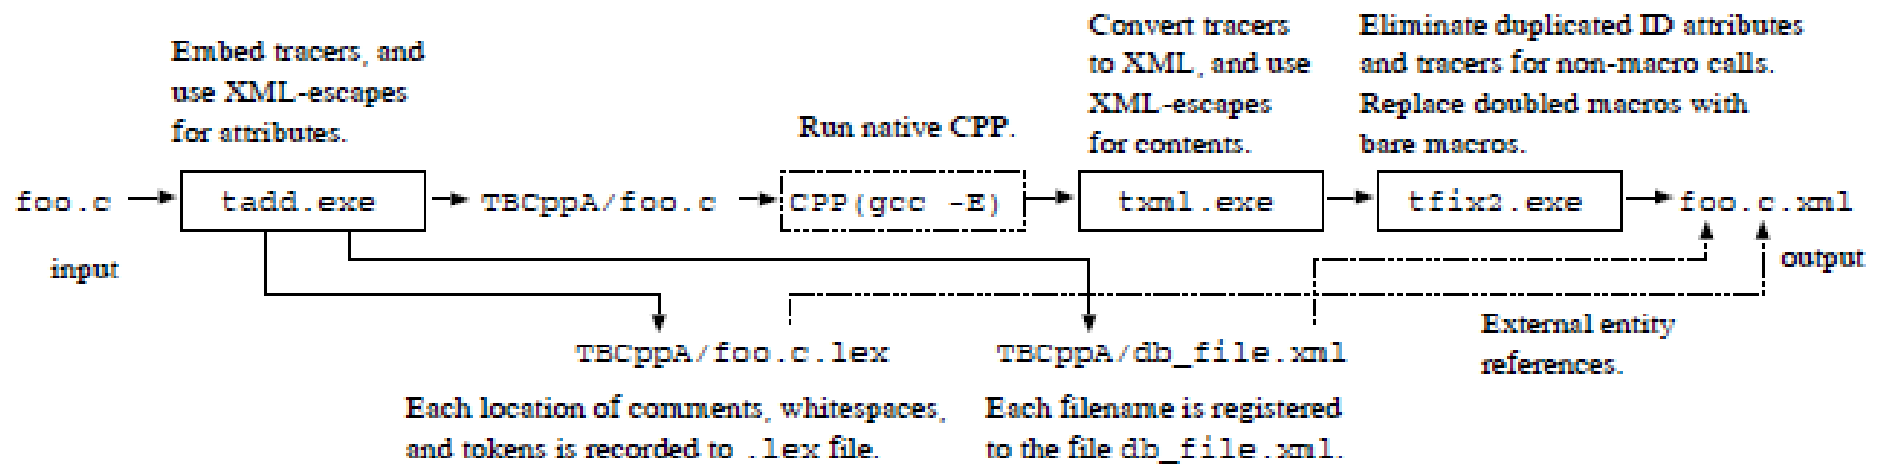 Embed tracers, and
use XML-escapes
for attributes.
Run native CPP.
Convert tracers
to XML, and use
XML-escapes
for contents.
Eliminate duplicated ID attributes
and tracers for non-macro calls.
Replace doubled macros with
bare macros.
foo.c
tadd.exe
TBCppA/foo.c
CPP(gcc -E)
txml.exe
tfix2.exe
foo.c.xml
input
output
TBCppA/foo.c.lex
TBCppA/db_file.xml
External entity
references.
Each location of comments, whitespaces,
and tokens is recorded to .lex file.
Each filename is registered
to the file db_file.xml.